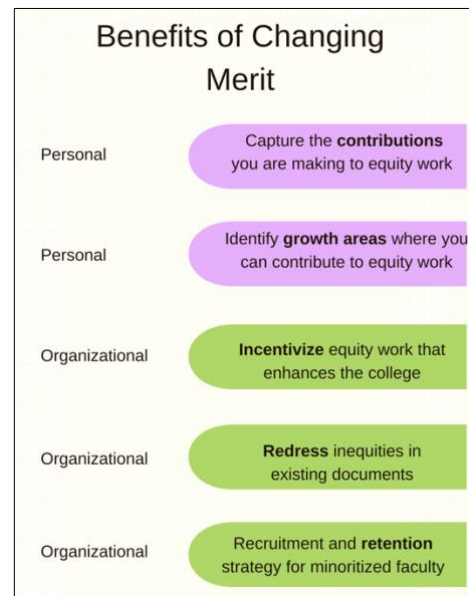 Benefits of Changing
Merit
Personal
Capture the contributions
you are making to equity work
Personal
Identify growth areas where you
can contribute to equity work
Organizational
Incentivize equity work that
enhances the college
Organizational
Redress inequities in
existing documents
Organizational
Recruitment and retention
strategy for minoritized faculty